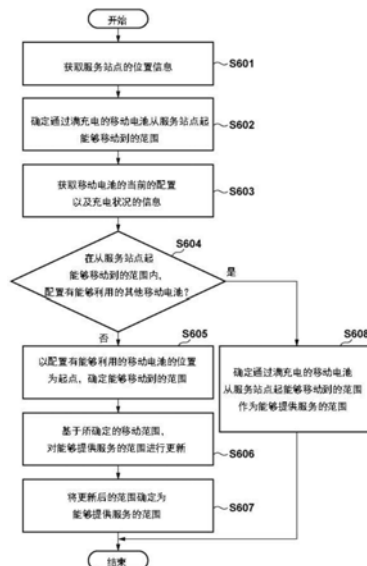 开始
获取服务站点的位置信息
S601
确定通过满充电的移动电池从服务站点起
能够移动到的范围
S602
获取移动电池的当前的配置
以及充电状况的信息
S603
S604
在从服务站点起
能够移动到的范围内,
配置有能够利用的其他移动电池?
是
否
S605
以配置有能够利用的移动电池的位置
为起点,确定能够移动到的范围
S608
确定通过满充电的移动电池
从服务站点起能够移动到的范围
作为能够提供服务的范围
基于所确定的移动范围,
对能够提供服务的范围进行更新
S606
将更新后的范围确定为
能够提供服务的范围
S607
结束